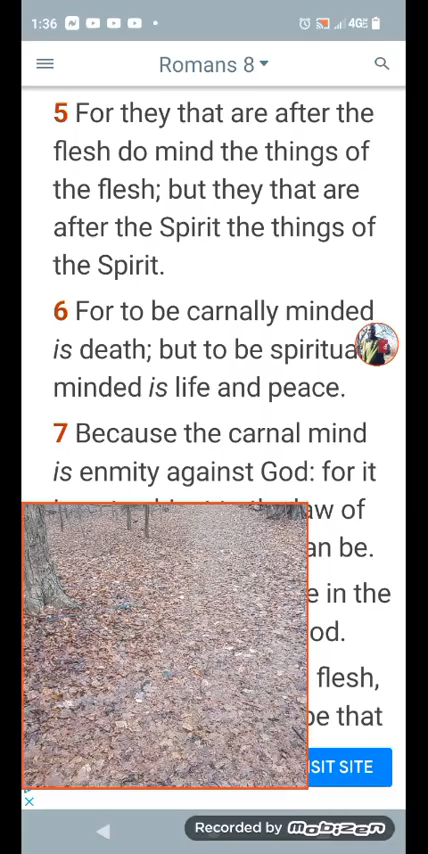 1:36
4G
Romans 8
5 For they that are after the
flesh do mind the things of
the flesh; but they that are
after the Spirit the things of
the Spirit.
6 For to be carnally minded
is death; but to be spiritua
minded is life and peace.
7 Because the carnal mind
is enmity against God: for it
aw of
an be.
e in the
od.
flesh,
be that
SIT SITE
Recorded by mobizen